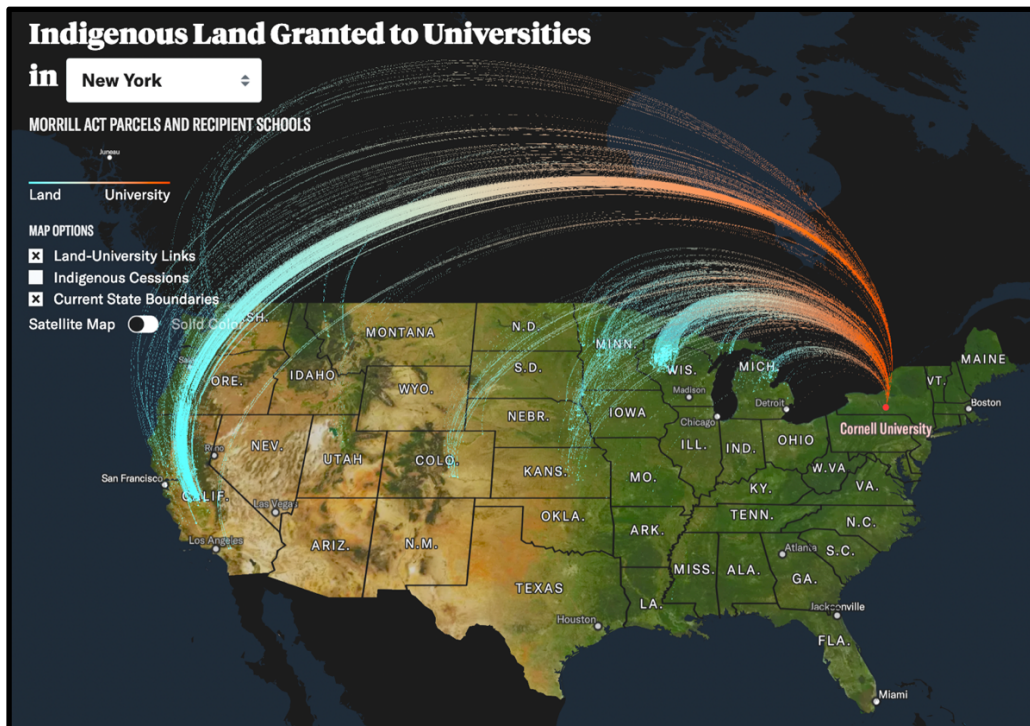 Indigenous Land Granted to Universities
in New York
MORRILL ACT PARCELS AND RECIPIENT SCHOOLS
Juneau
Land University
MAP OPTIONS
Land-University Links
Indigenous Cessions
Current State Boundaries
Satellite Map Solid Color
SH.
MONTANA
N.D.
MINN.
MAINE
ORE.
IDAHO
S.D.
WIS.
MICH.
VT.
WYO.
Madison
Detroit
Boston
NEBR.
IOWA
Chicago
Cornell University
Reno
NEV.
UTAH
COLO.
ILL.
IND.
OHIO
San Francisco
CALIF.
KANS.
MO.
W.VA
VA.
Las Vegas
KY.
Los Angeles
ARIZ.
N.M.
OKLA.
ARK.
TENN.
N.C.
Atlanta
S.C.
TEXAS
MISS.
ALA.
GA.
LA.
Houston
Jacksonville
FLA.
Miami